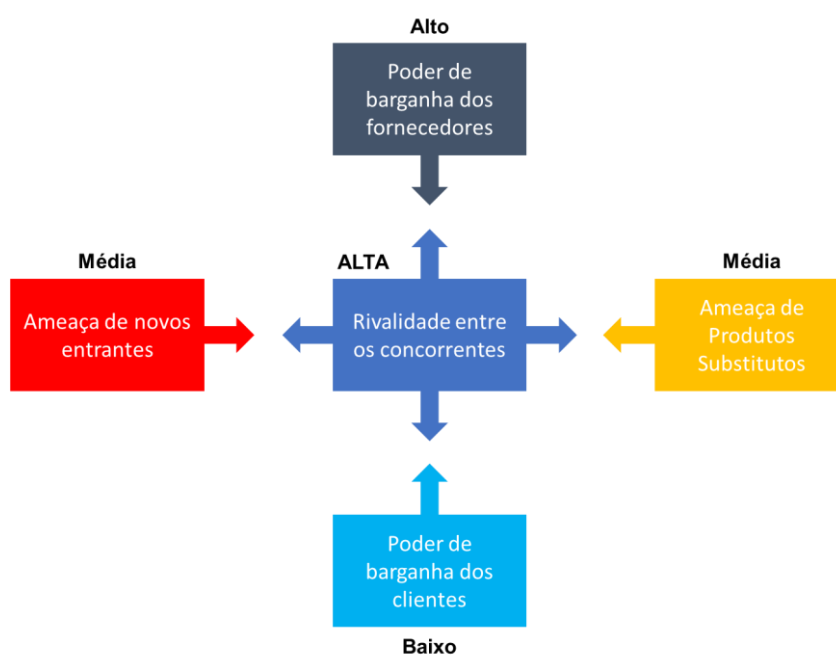 Alto
Poder de
barganha dos
fornecedores
Média
Ameaça de novos
entrantes
ALTA
Rivalidade entre
os concorrentes
Média
Ameaça de
Produtos
Substitutos
Poder de
barganha dos
clientes
Baixo